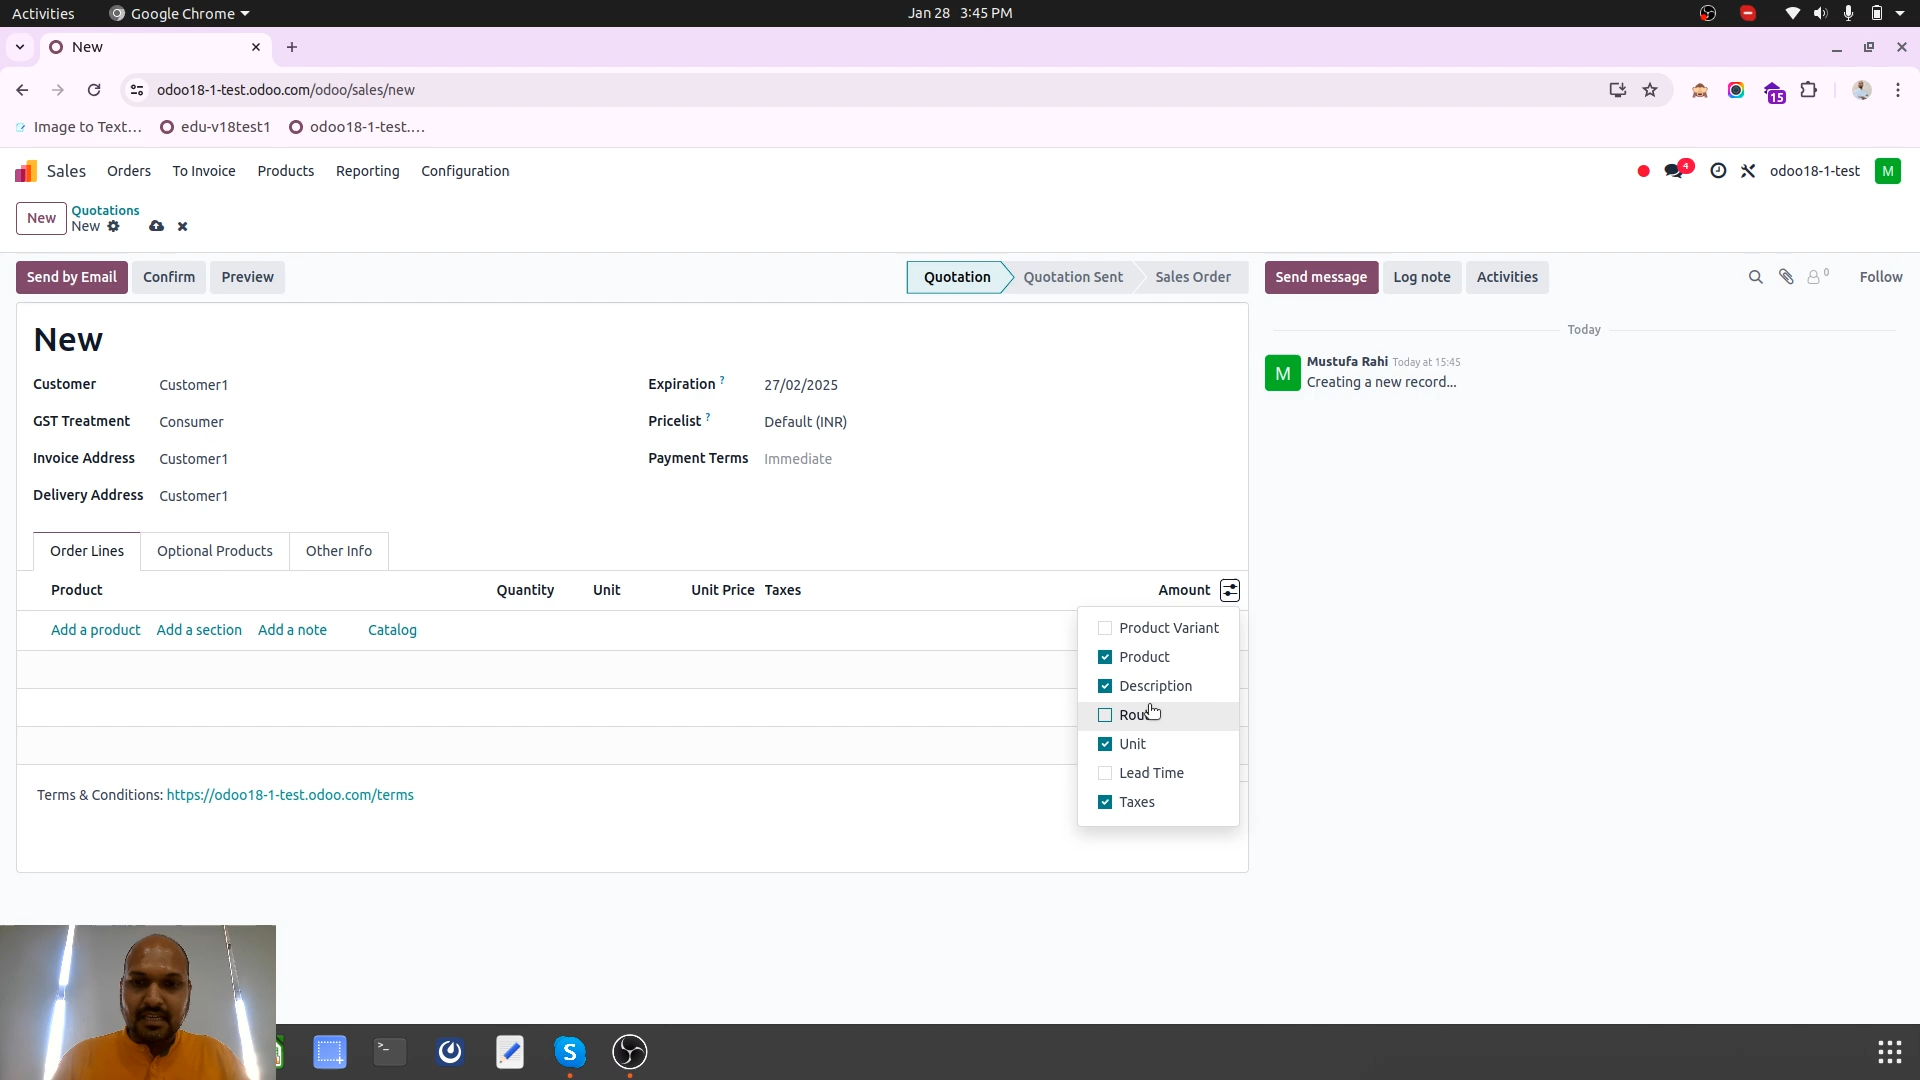 Activities Google Chrome Jan 28 3:45 PM
New
odoo18-1-test.odoo.com/odoo/sales/new 15
Image to Text... edu-v18test1 odoo18-1-test....
Sales Orders To Invoice Products Reporting Configuration 4 odoo18-1-test M
New Quotations
New
Send by Email Confirm Preview Quotation Quotation Sent Sales Order Send message Log note Activities 0 Follow
New
Today
Customer Customer1 Expiration ? 27/02/2025
M Mustufa Rahi Today at 15:45
Creating a new record...
GST Treatment Consumer Pricelist ? Default (INR)
Invoice Address Customer1 Payment Terms Immediate
Delivery Address Customer1
Order Lines Optional Products Other Info
Product Quantity Unit Unit Price Taxes Amount
Add a product Add a section Add a note Catalog
Product Variant
Product
Description
Unit
Lead Time
Taxes
Terms & Conditions: https://odoo18-1-test.odoo.com/terms